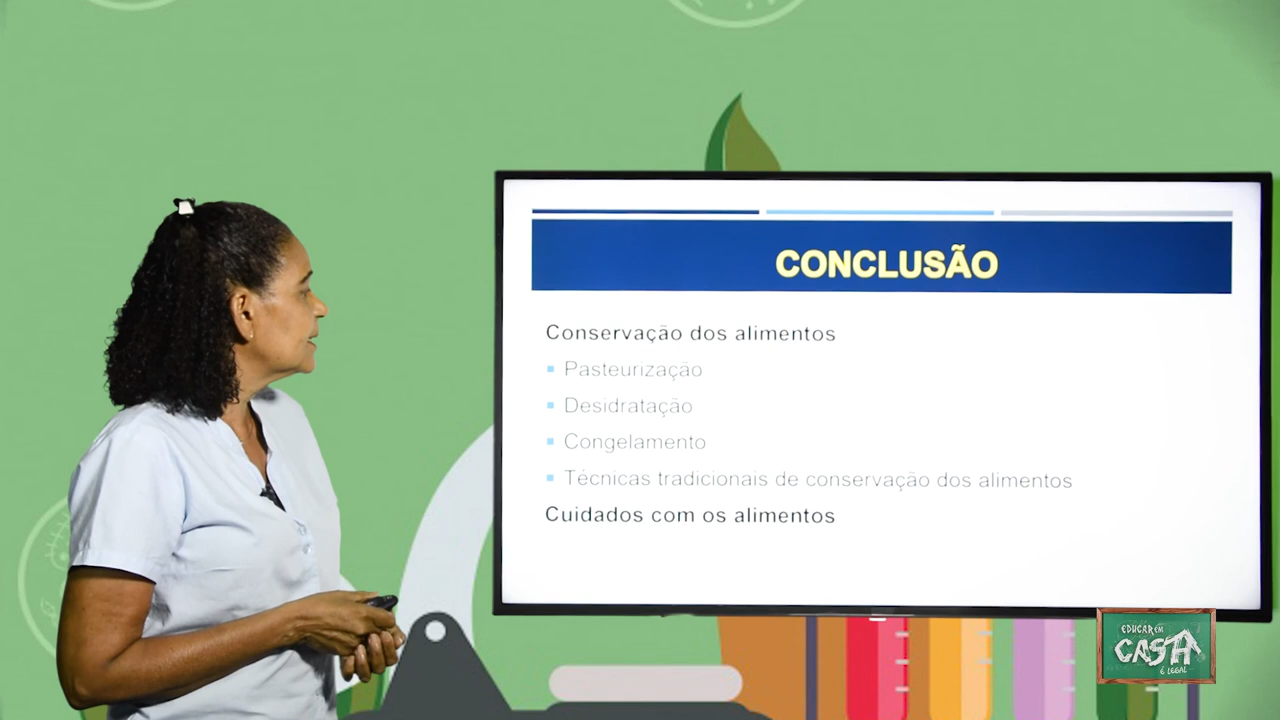 CONCLUSÃO
Conservação dos alimentos
Pasteurização
Desidratação
Congelamento
Técnicas tradicionais de conservação dos alimentos
Cuidados com os alimentos
EDUCAR EM
CASA
É LEGAL